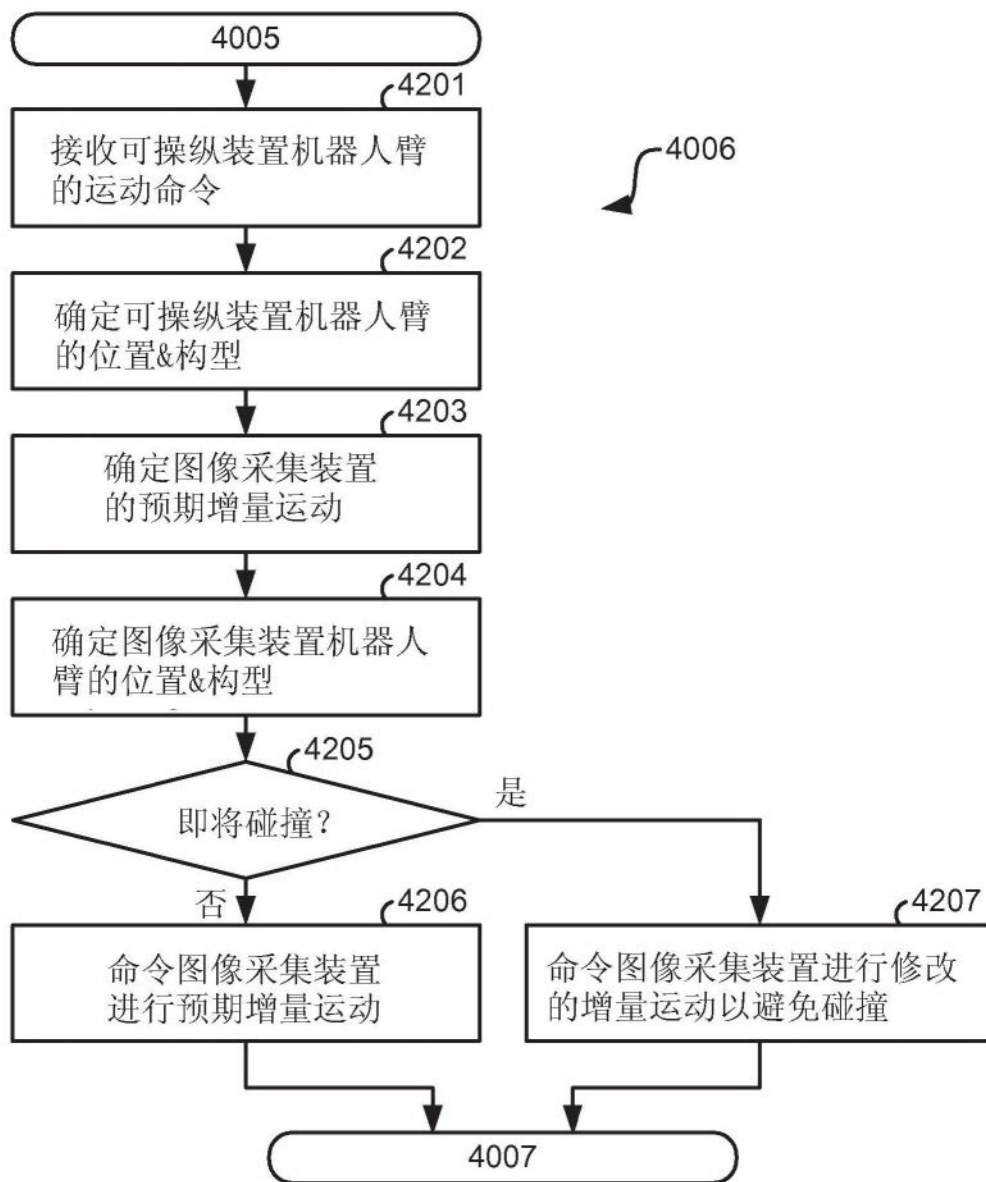 4005
4201
接收可操纵装置机器人臂
的运动命令
4006
4202
确定可操纵装置机器人臂
的位置&构型
4203
确定图像采集装置
的预期增量运动
4204
确定图像采集装置机器人
臂的位置&构型
4205
即将碰撞?
是
否
4206
命令图像采集装置
进行预期增量运动
4207
命令图像采集装置进行修改
的增量运动以避免碰撞
4007